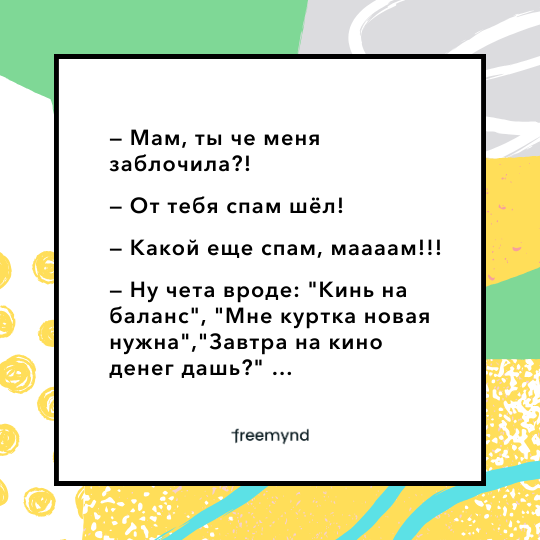 – Мам, ты че меня
заблочила?!
– От тебя спам шёл!
– Какой еще спам, маааам!!!
– Ну чета вроде: "Кинь на
баланс", "Мне куртка новая
нужна","Завтра на кино
денег дашь?" ...
freemynd